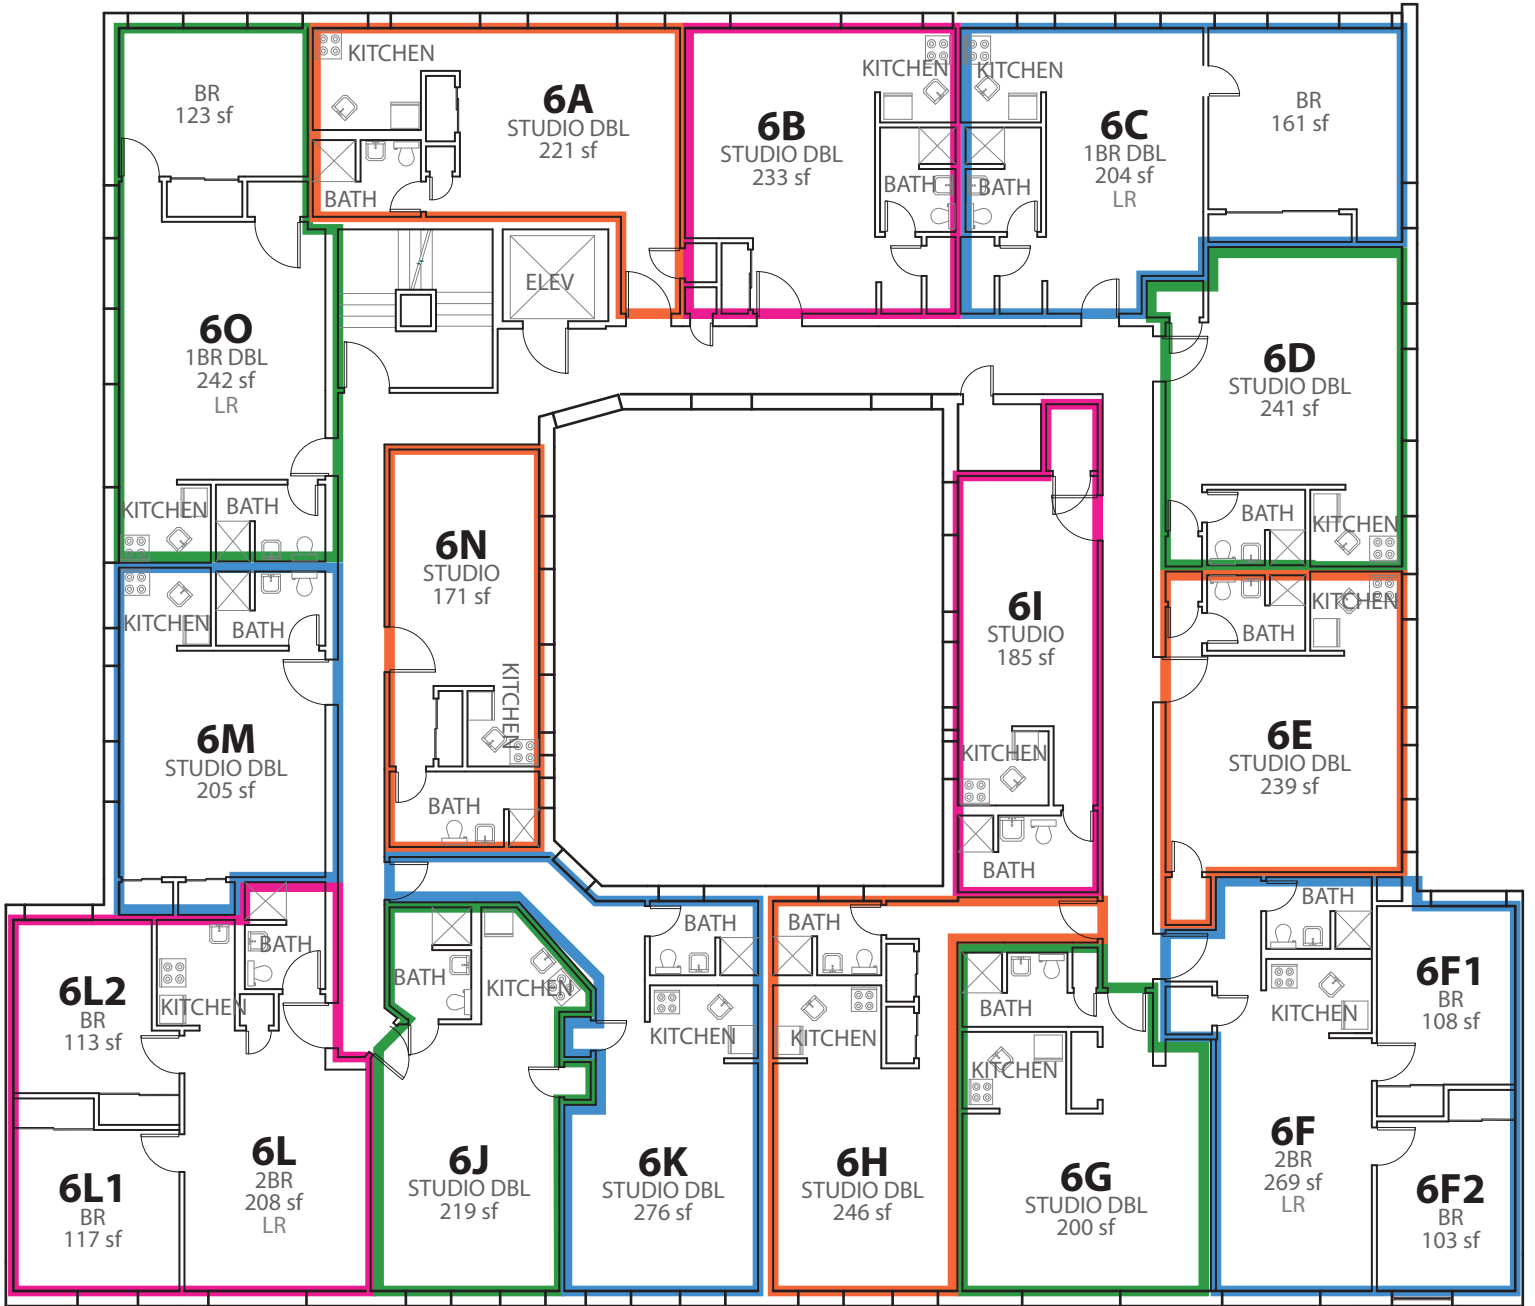 BR
123 sf
KITCHEN
6A
STUDIO DBL
221 sf
BATH
6B
STUDIO DBL
233 sf
KITCHEN
BATH
KITCHEN
BATH
6C
1BR DBL
204 sf
LR
BR
161 sf
ELEV
6O
1BR DBL
242 sf
LR
KITCHEN
BATH
6D
STUDIO DBL
241 sf
BATH
KITCHEN
6N
STUDIO
171 sf
KITCHEN
BATH
6I
STUDIO
185 sf
KITCHEN
BATH
KITCHEN
BATH
6M
STUDIO DBL
205 sf
BATH
KITCHEN
6E
STUDIO DBL
239 sf
6L2
BR
113 sf
KITCHEN
BATH
6L1
BR
117 sf
6L
2BR
208 sf
LR
BATH
KITCHEN
6J
STUDIO DBL
219 sf
BATH
KITCHEN
6K
STUDIO DBL
276 sf
BATH
KITCHEN
6H
STUDIO DBL
246 sf
BATH
KITCHEN
6G
STUDIO DBL
200 sf
BATH
KITCHEN
6F
2BR
269 sf
LR
6F1
BR
108 sf
6F2
BR
103 sf